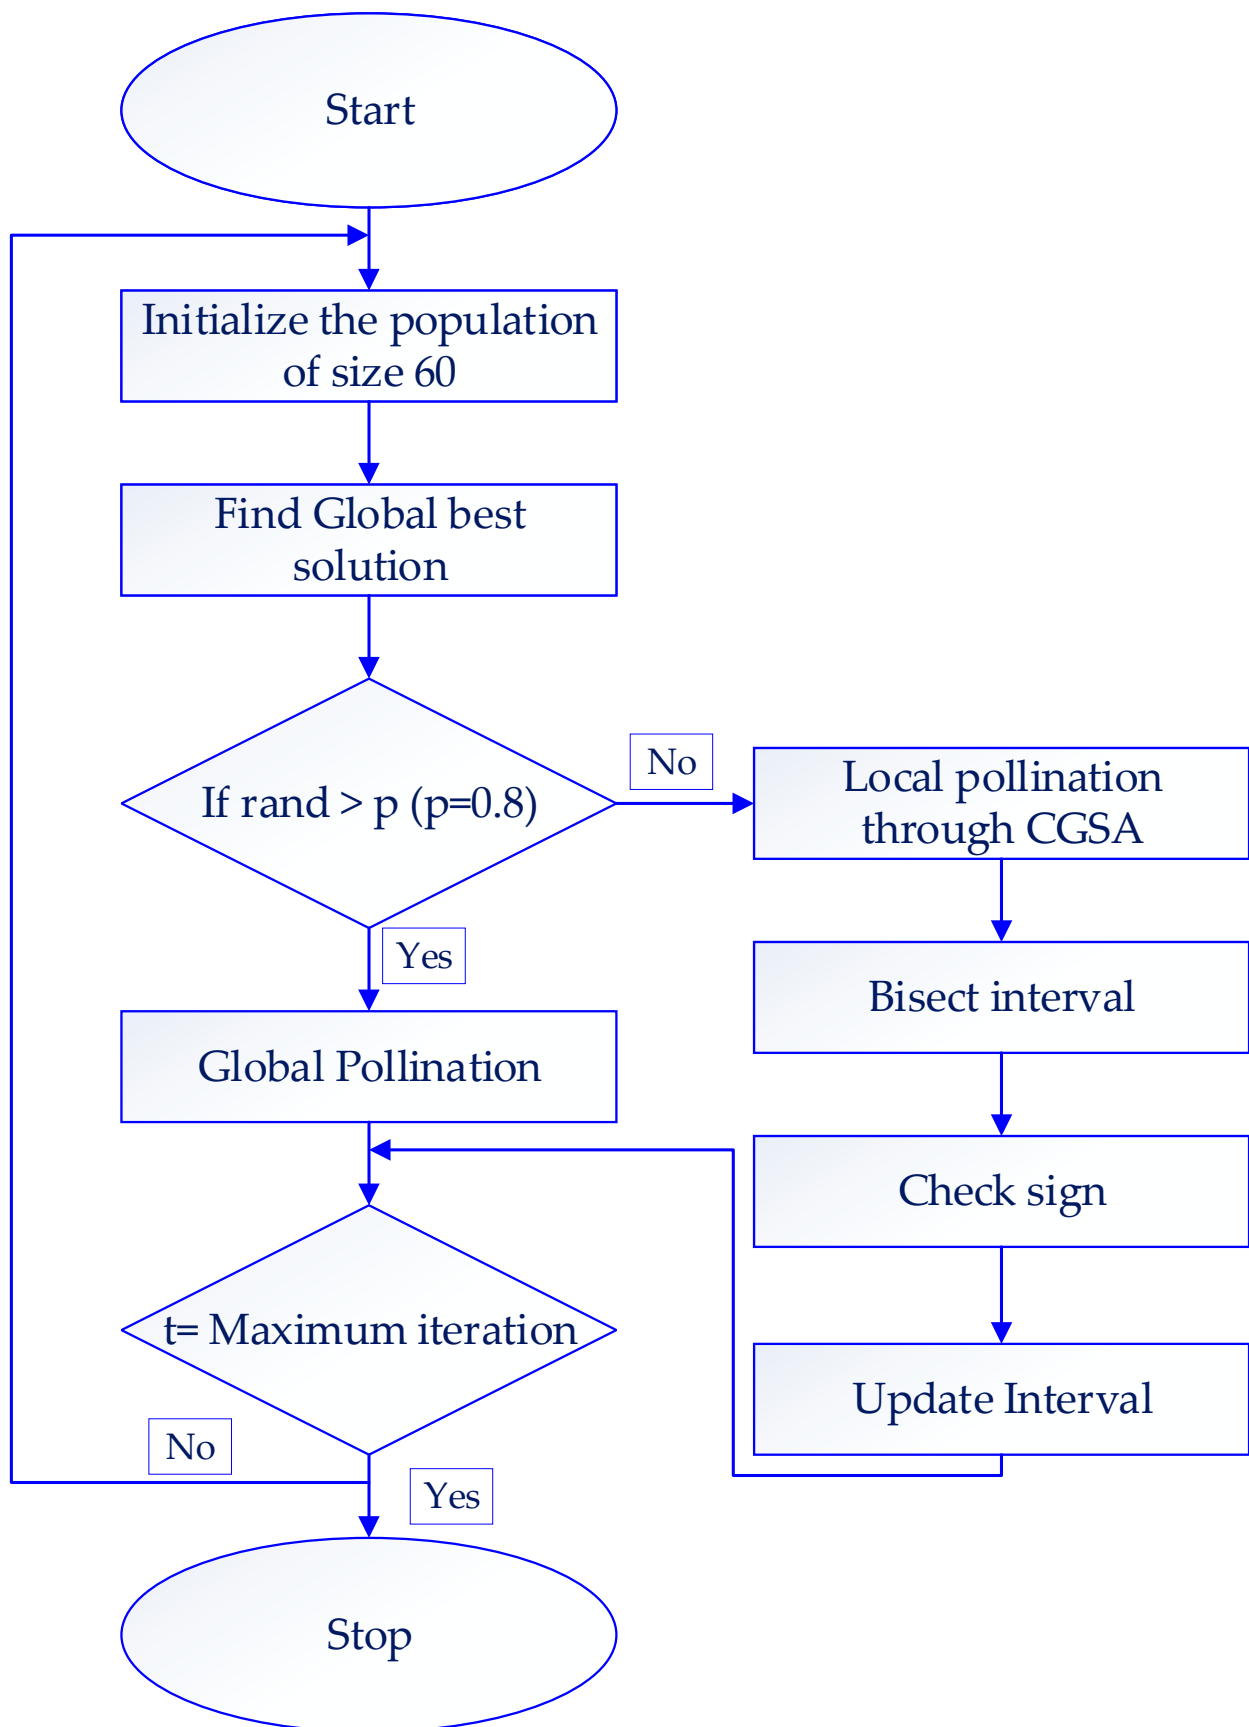 Start
Initialize the population
of size 60
Find Global best
solution
If rand > p (p=0.8)
No
Local pollination
through CGSA
Yes
Bisect interval
Global Pollination
Check sign
t= Maximum iteration
Update Interval
No
Yes
Stop